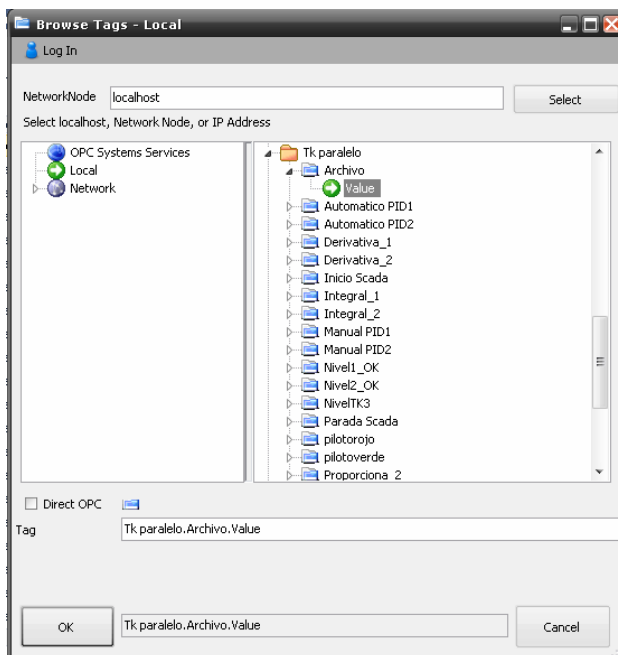 Browse Tags - Local
Log In
NetworkNode
localhost
Select
Select localhost, Network Node, or IP Address
OPC Systems Services
Local
Network
Tk paralelo
Archivo
Value
Automatico PID1
Automatico PID2
Derivativa_1
Derivativa_2
Inicio Scada
Integral_1
Integral_2
Manual PID1
Manual PID2
Nivel1_OK
Nivel2_OK
NivelTK3
Parada Scada
pilotorojo
pilotoverde
Proporciona_2
Direct OPC
Tag
Tk paralelo.Archivo.Value
OK
Tk paralelo.Archivo.Value
Cancel